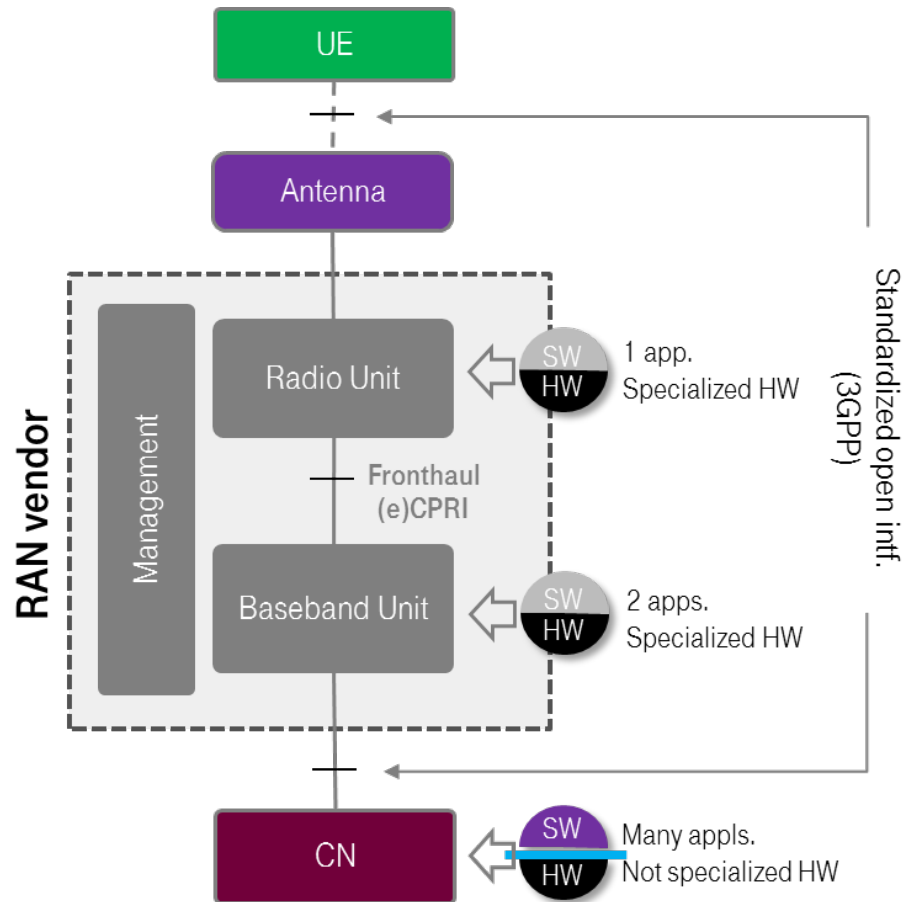 UE
Antenna
RAN vendor
Management
Radio Unit
SW
HW
1 app.
Specialized HW
Fronthaul
(e)CPRI
Baseband Unit
SW
HW
2 apps.
Specialized HW
Standardized open intf.
(3GPP)
CN
SW
HW
Many appls.
Not specialized HW